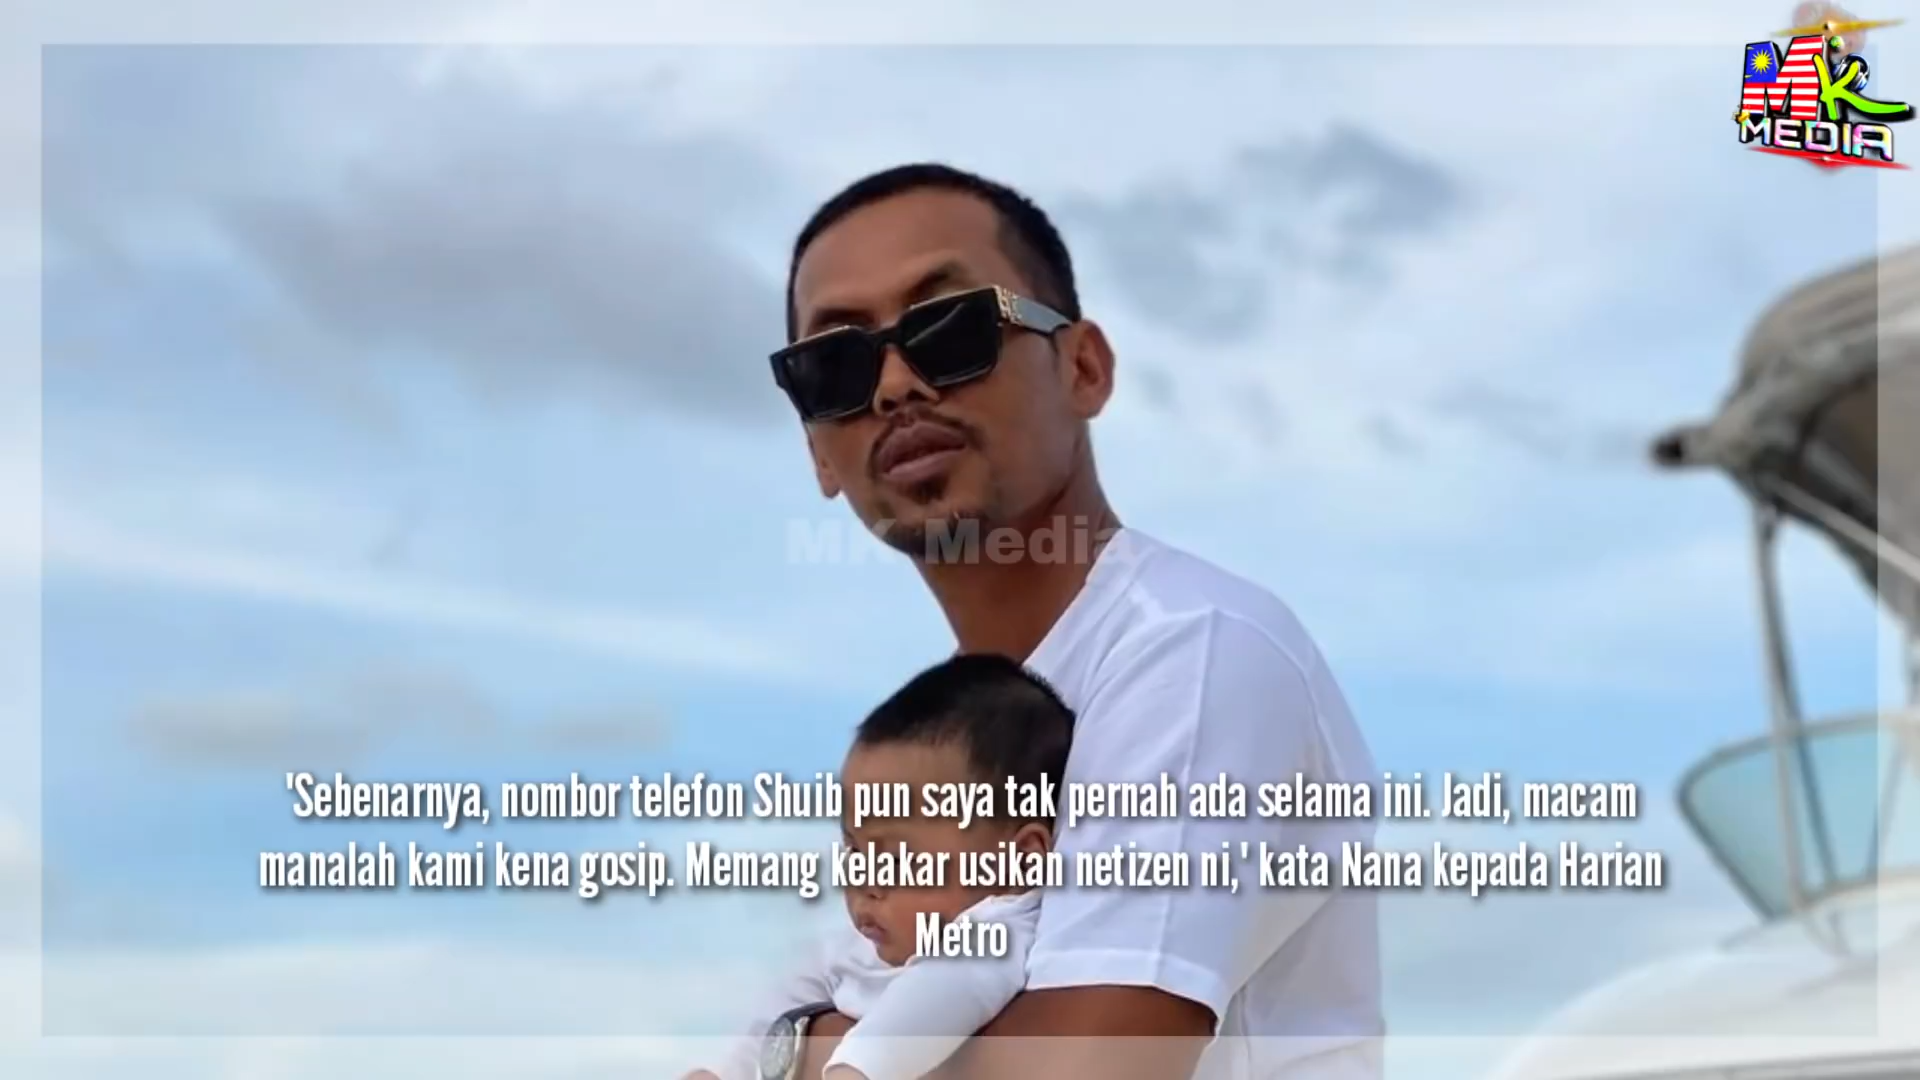 MK
MEDIA
MK Media
'Sebenarnya, nombor telefon Shuib pun saya tak pernah ada selama ini. Jadi, macam
manalah kami kena gosip. Memang kelakar usikan netizen ni,' kata Nana kepada Harian
Metro